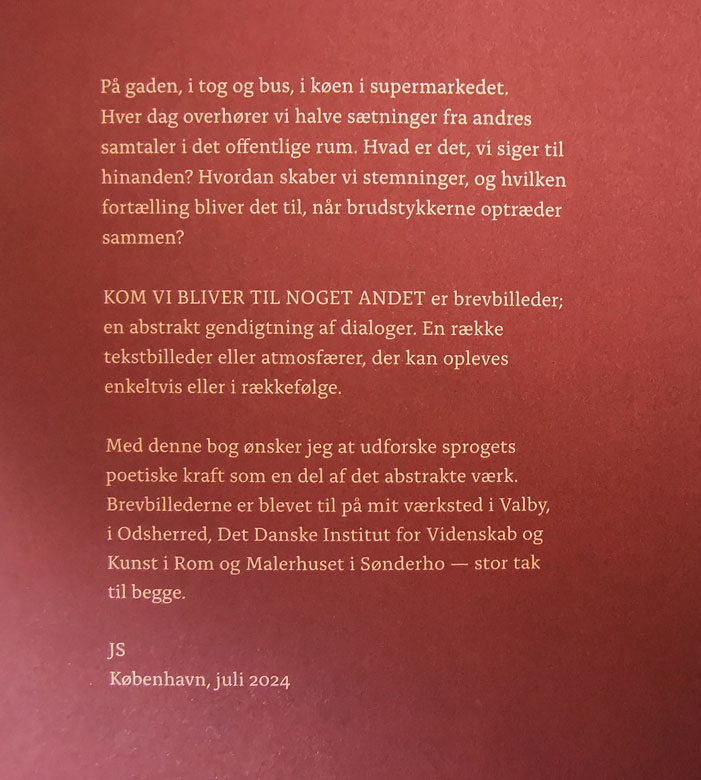 På gaden, i tog og bus, i køen i supermarkedet.
Hver dag overhører vi halve sætninger fra andres
samtaler i det offentlige rum. Hvad er det, vi siger til
hinanden? Hvordan skaber vi stemninger, og hvilken
fortælling bliver det til, når brudstykkerne optræder
sammen?
KOM VI BLIVER TIL NOGET ANDET er brevbilleder;
en abstrakt gendigtning af dialoger. En række
tekstbilleder eller atmosfærer, der kan opleves
enkeltvis eller i rækkefølge.
Med denne bog ønsker jeg at udforske sprogets
poetiske kraft som en del af det abstrakte værk.
Brevbillederne er blevet til på mit værksted i Valby,
i Odsherred, Det Danske Institut for Videnskab og
Kunst i Rom og Malerhuset i Sønderho — stor tak
til begge.
JS
København, juli 2024